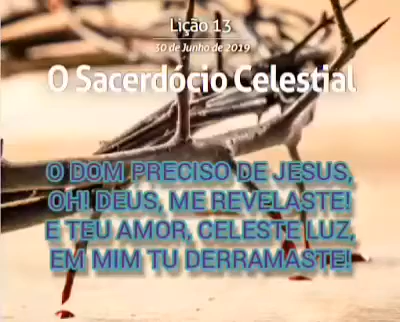 Lição 13
30 de Junho de 2019
O Sacerdócio Celestial
O DOM PRECISO DE JESUS,
OH! DEUS, ME REVELASTE!
E TEU AMOR, CELESTE LUZ,
EM MIM TU DERRAMASTE!